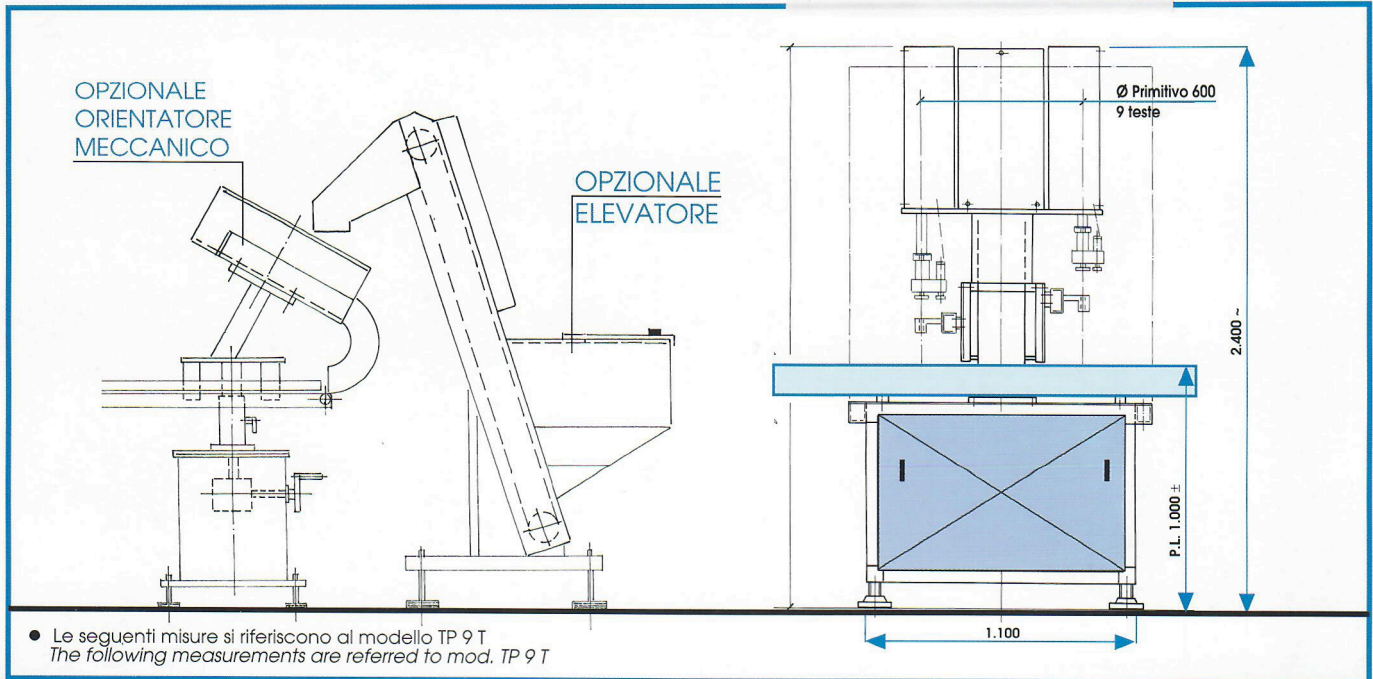 OPZIONALE
ORIENTATORE
MECCANICO
OPZIONALE
ELEVATORE
Ø Primitivo 600
9 teste
2.400 ~
P.L. 1.000 ±
1.100
● Le seguenti misure si riferiscono al modello TP 9 T
The following measurements are referred to mod. TP 9 T